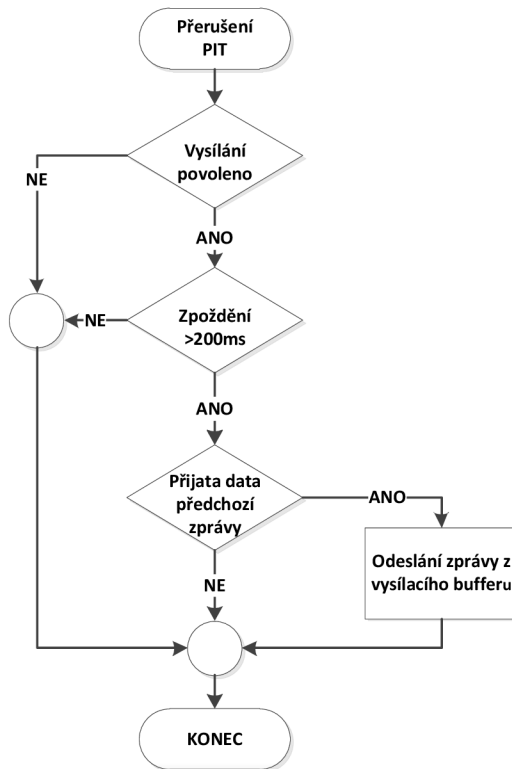 Přerušení
PIT
Vysílání
povoleno
NE
ANO
Zpoždění
>200ms
NE
ANO
Přijata data
předchozí
zprávy
ANO
Odeslání zprávy z
vysílacího bufferu
NE
KONEC